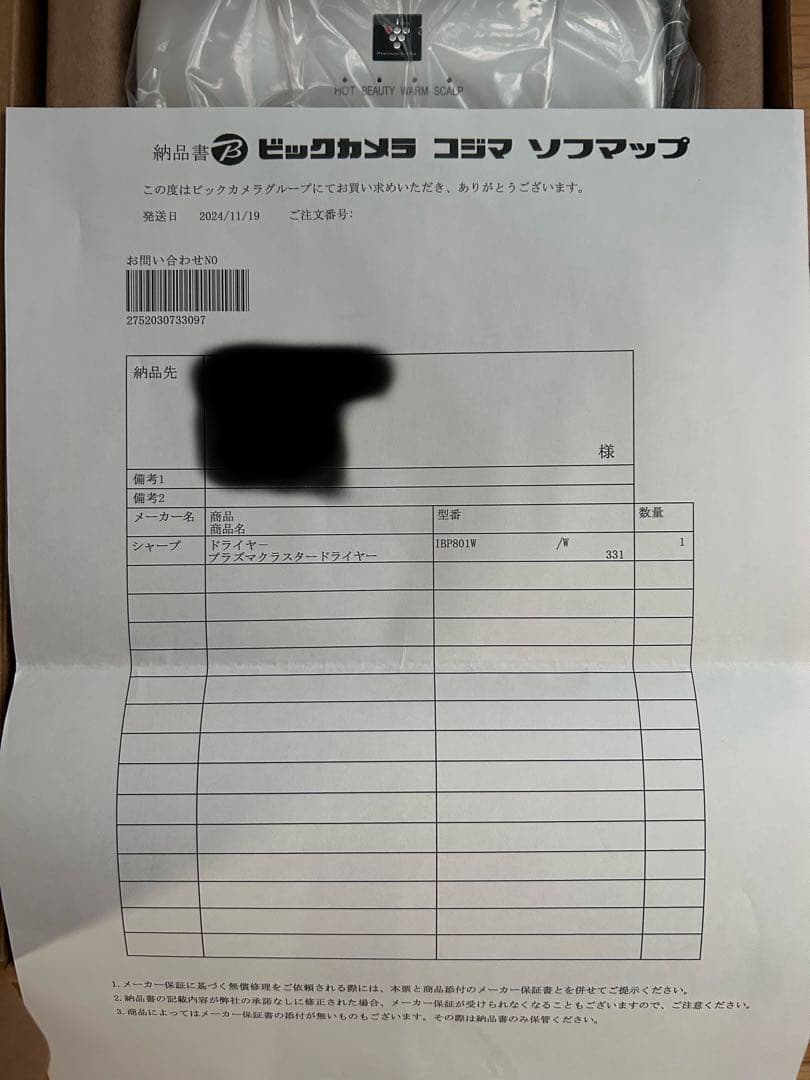 HOT BEAUTY WARM SCALP
納品書 B ビックカメラ コジマ ソフマップ
この度はビックカメラグループにてお買い求めいただき、ありがとうございます。
発送日 2024/11/19 ご注文番号:
お問い合わせNO
2752030733097
納品先
様
備考1
備考2
メーカー名 商品 型番 数量
商品名
シャープ ドライヤー IBP801W /W 1
プラズマクラスタードライヤー 331
1. メーカー保証に基づく無償修理をご依頼される際には、本票と商品添付のメーカー保証書とを併せてご提示ください。
2. 納品書の記載内容が弊社の承諾なしに修正された場合、メーカー保証が受けられなくなることもございますので、ご注意ください。
3. 商品によってはメーカー保証書の添付が無いものもございます。その際は納品書のみ保管ください。